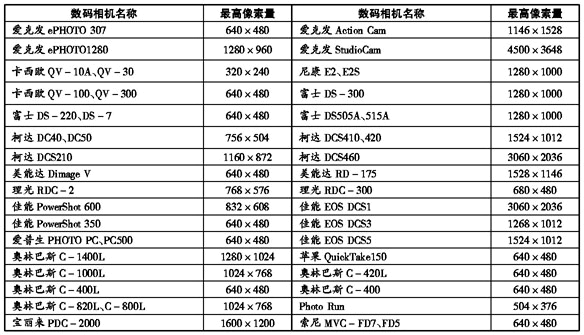 数码相机名称 最高像素量 数码相机名称 最高像素量
爱克发 ePHOTO 307 640×480 爱克发 Action Cam 1146×1528
爱克发 ePHOTO1280 1280×960 爱克发 StudioCam 4500×3648
卡西欧 QV－10A、QV－30 320×240 尼康 E2、E2S 1280×1000
卡西欧 QV－100、QV－300 640×480 富士 DS－300 1280×1000
富士 DS－220、DS－7 640×480 富士 DS505A、515A 1280×1000
柯达 DC40、DC50 756×504 柯达 DCS410、420 1524×1012
柯达 DCS210 1160×872 柯达 DCS460 3060×2036
美能达 Dimage V 640×480 美能达 RD－175 1528×1146
理光 RDC－2 768×576 理光 RDC－300 680×480
佳能 PowerShot 600 832×608 佳能 EOS DCS1 3060×2036
佳能 PowerShot 350 640×480 佳能 EOS DCS3 1268×1012
爱普生 PHOTO PC、PC500 640×480 佳能 EOS DCS5 1524×1012
奥林巴斯 C－1400L 1280×1024 苹果 QuickTake150 640×480
奥林巴斯 C－1000L 1024×768 奥林巴斯 C－420L 640×480
奥林巴斯 C－400L 640×480 奥林巴斯 C－400 640×480
奥林巴斯 C－820L、C－800L 1024×768 Photo Run 504×376
宝丽来 PDC－2000 1600×1200 索尼 MVC－FD7、FD5 640×480